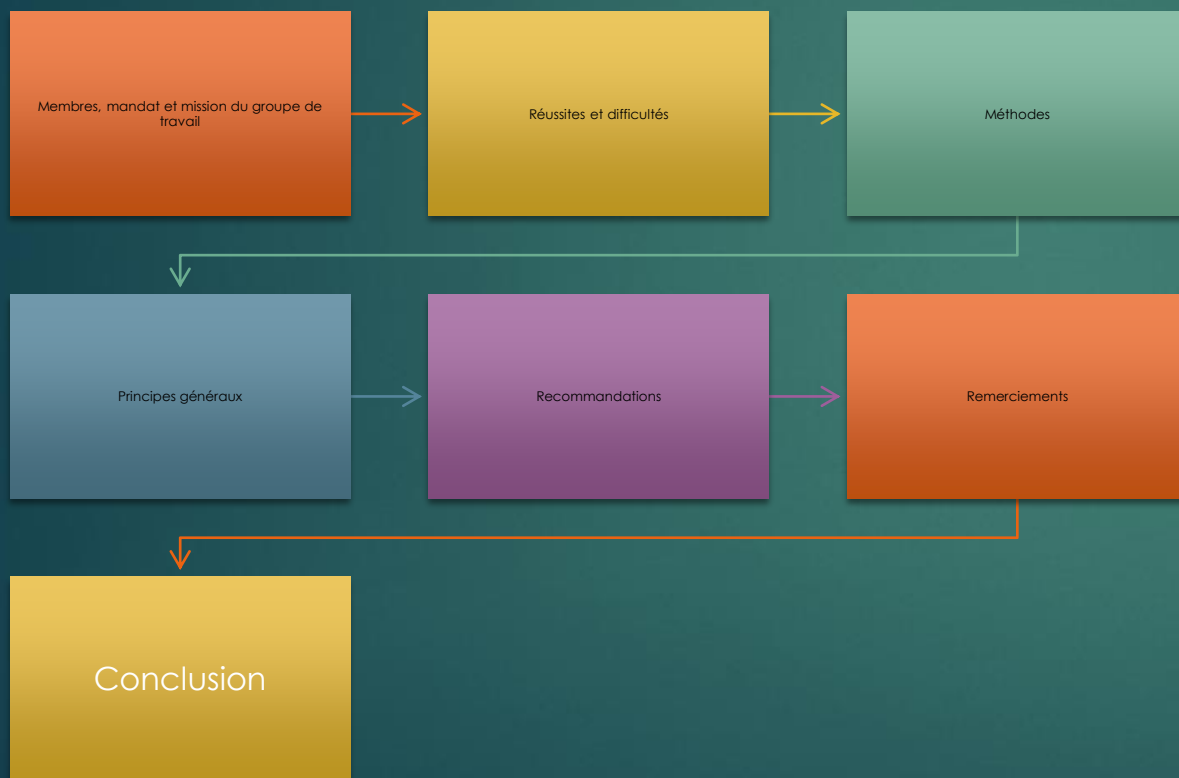 Membres, mandat et mission du groupe de
travail
Réussites et difficultés
Méthodes
Principes généraux
Recommandations
Remerciements
Conclusion